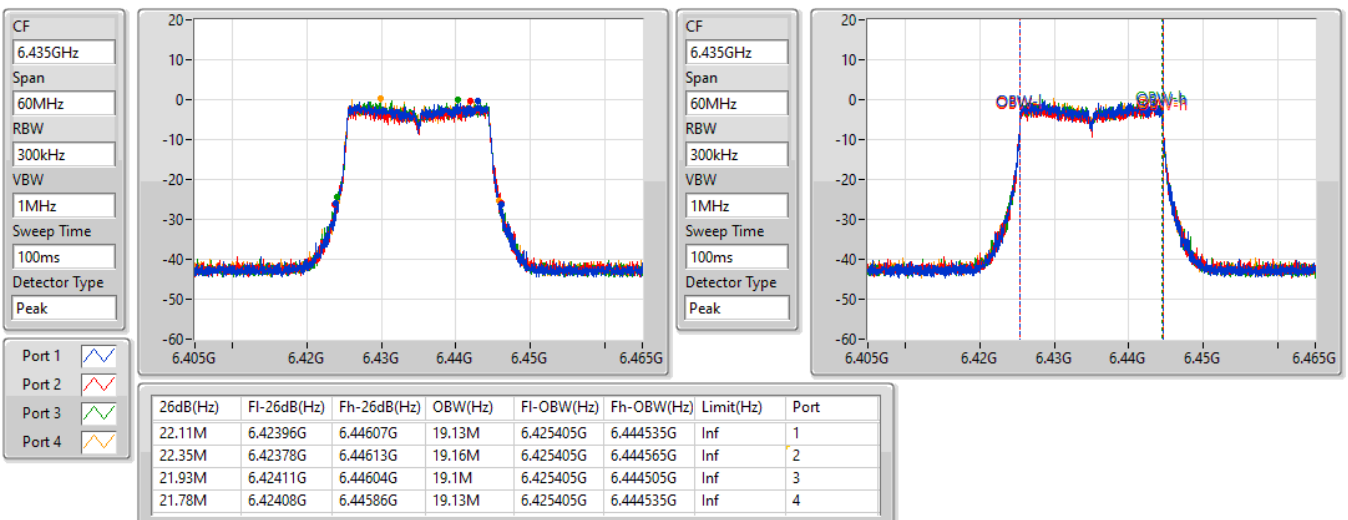 CF
6.435GHz
Span
60MHz
RBW
300kHz
VBW
1MHz
Sweep Time
100ms
Detector Type
Peak
20
10
0
-10
-20
-30
-40
-50
-60
6.405G 6.42G 6.43G 6.44G 6.45G 6.465G
CF
6.435GHz
Span
60MHz
RBW
300kHz
VBW
1MHz
Sweep Time
100ms
Detector Type
Peak
20
10
0
-10
-20
-30
-40
-50
-60
OBW-h
6.405G 6.42G 6.43G 6.44G 6.45G 6.465G
Port 1
Port 2
Port 3
Port 4
26dB(Hz) Fl-26dB(Hz) Fh-26dB(Hz) OBW(Hz) Fl-OBW(Hz) Fh-OBW(Hz) Limit(Hz) Port
22.11M 6.42396G 6.44607G 19.13M 6.425405G 6.444535G Inf 1
22.35M 6.42378G 6.44613G 19.16M 6.425405G 6.444565G Inf 2
21.93M 6.42411G 6.44604G 19.1M 6.425405G 6.444505G Inf 3
21.78M 6.42408G 6.44586G 19.13M 6.425405G 6.444535G Inf 4